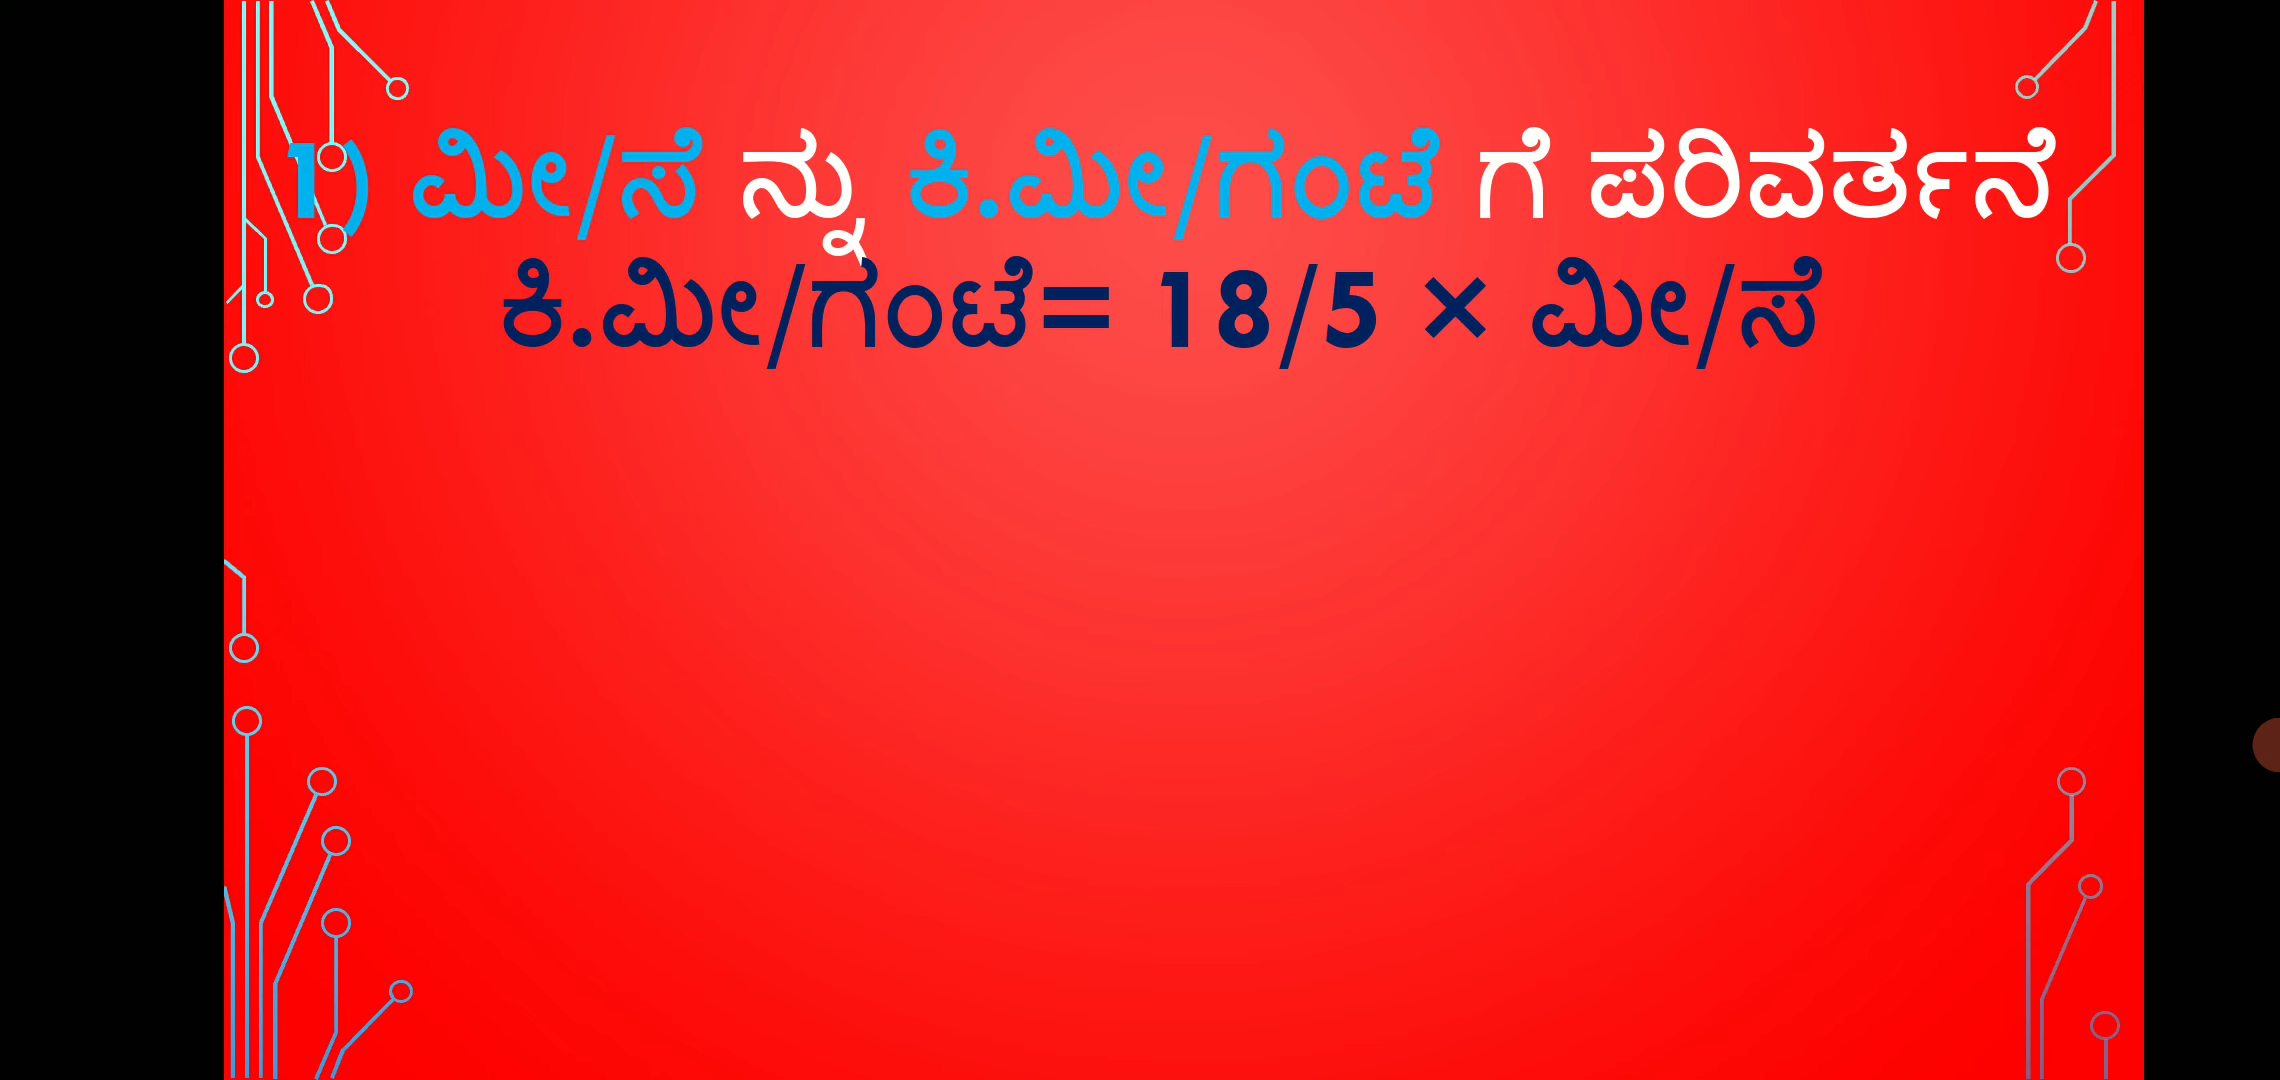 1) ಮೀ/ಸೆ ನ್ನು ಕಿ.ಮೀ/ಗಂಟೆ ಗೆ ಪರಿವರ್ತನೆ
ಕಿ.ಮೀ/ಗಂಟೆ= 18/5 × ಮೀ/ಸೆ